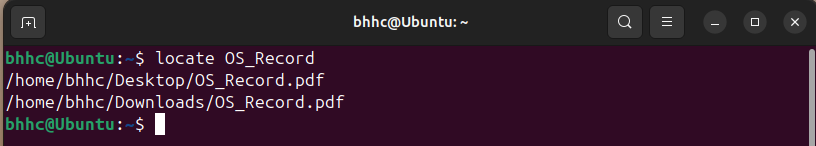 bhhc@Ubuntu: ~
bhhc@Ubuntu:~$ locate OS_Record
/home/bhhc/Desktop/OS_Record.pdf
/home/bhhc/Downloads/OS_Record.pdf
bhhc@Ubuntu:~$